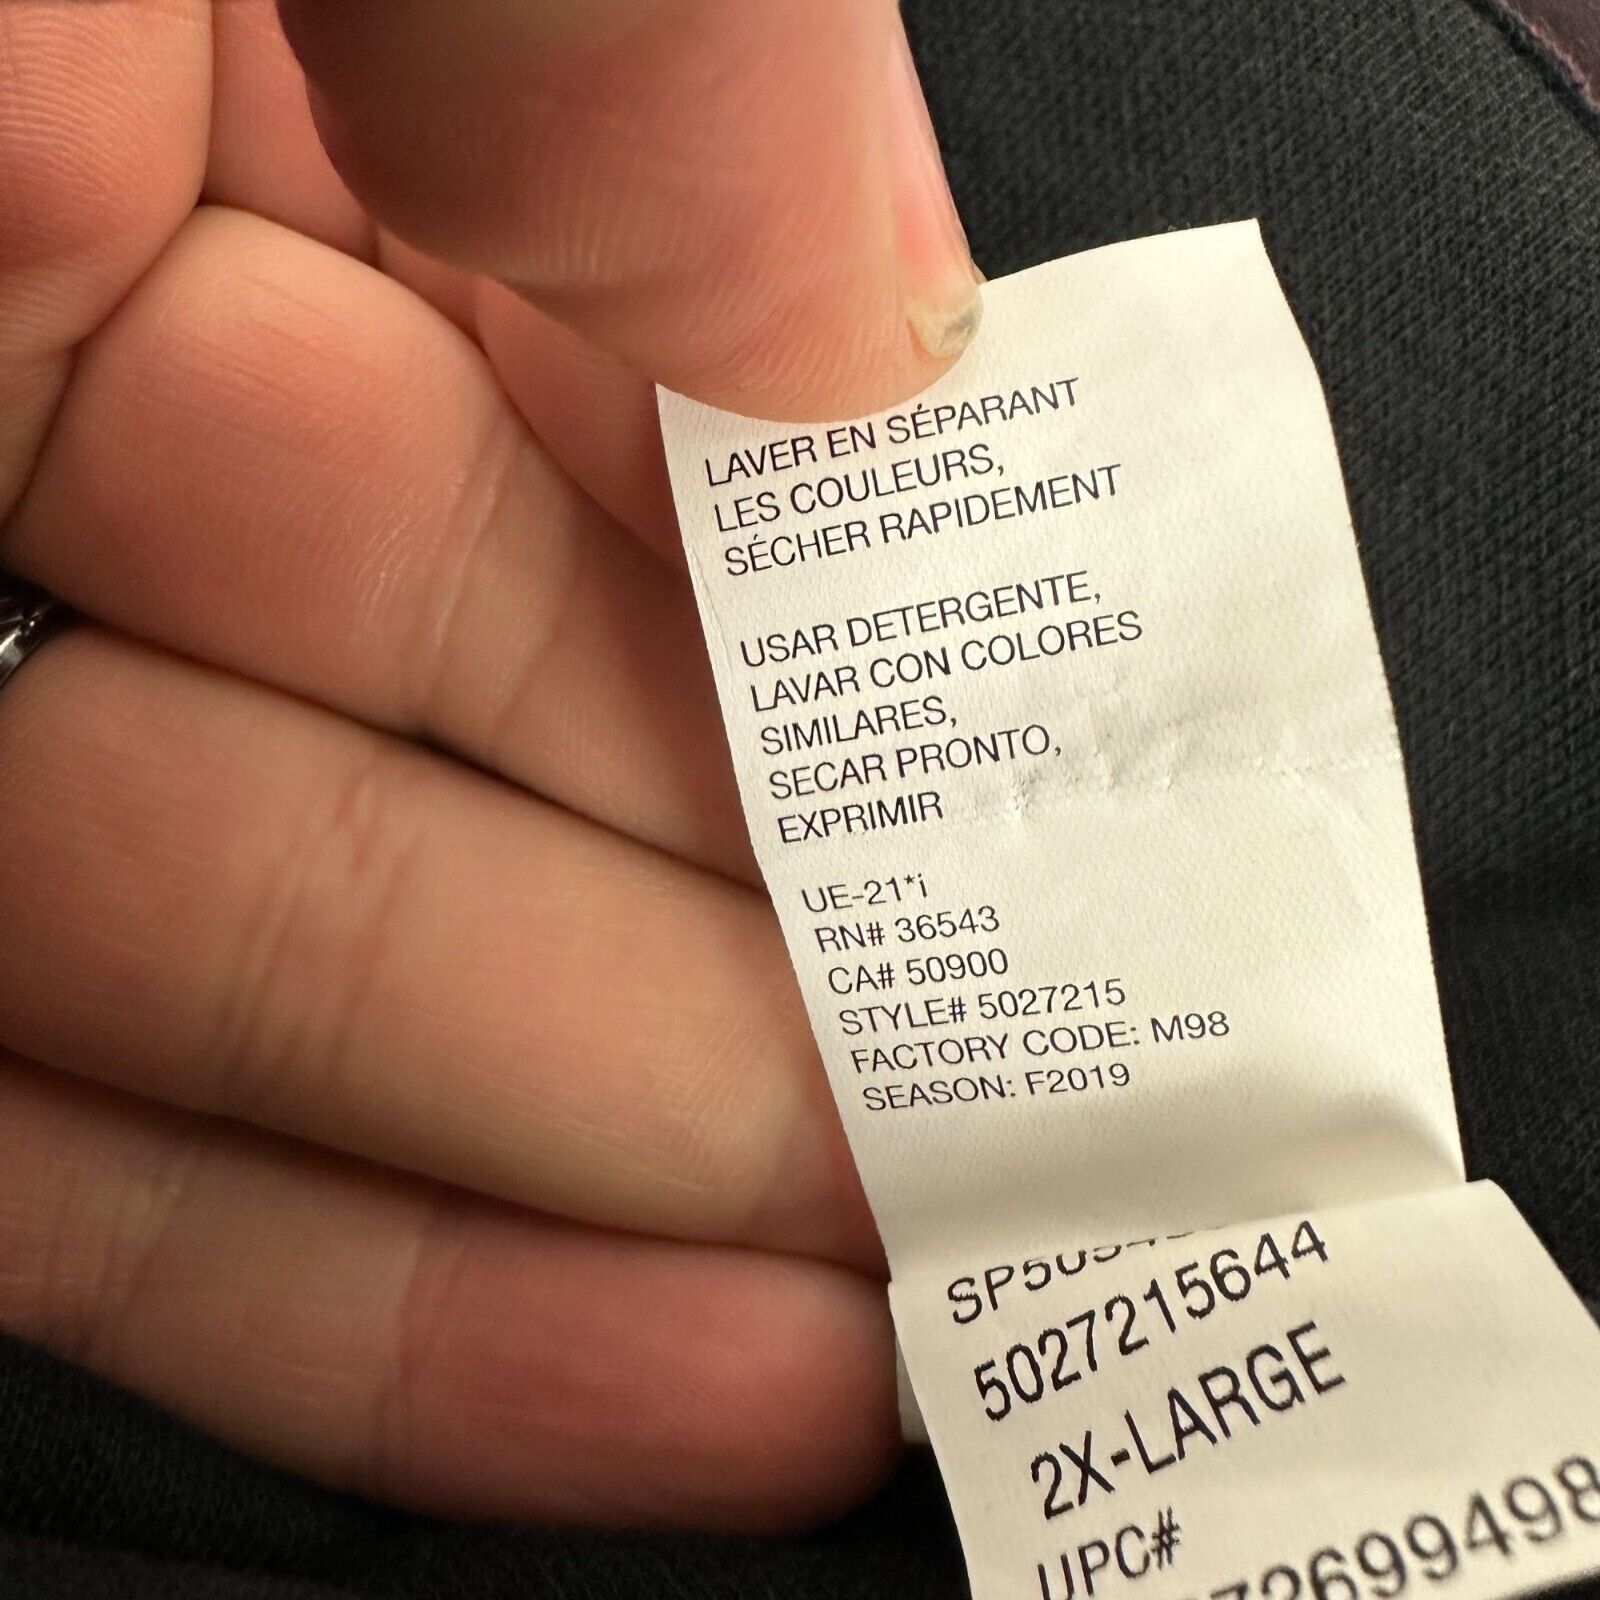 LAVER EN SÉPARANT
LES COULEURS,
SÉCHER RAPIDEMENT
USAR DETERGENTE,
LAVAR CON COLORES
SIMILARES,
SECAR PRONTO,
EXPRIMIR
UE-21*i
RN# 36543
CA# 50900
STYLE# 5027215
FACTORY CODE: M98
SEASON: F2019
5027215644
2X-LARGE
UPC#